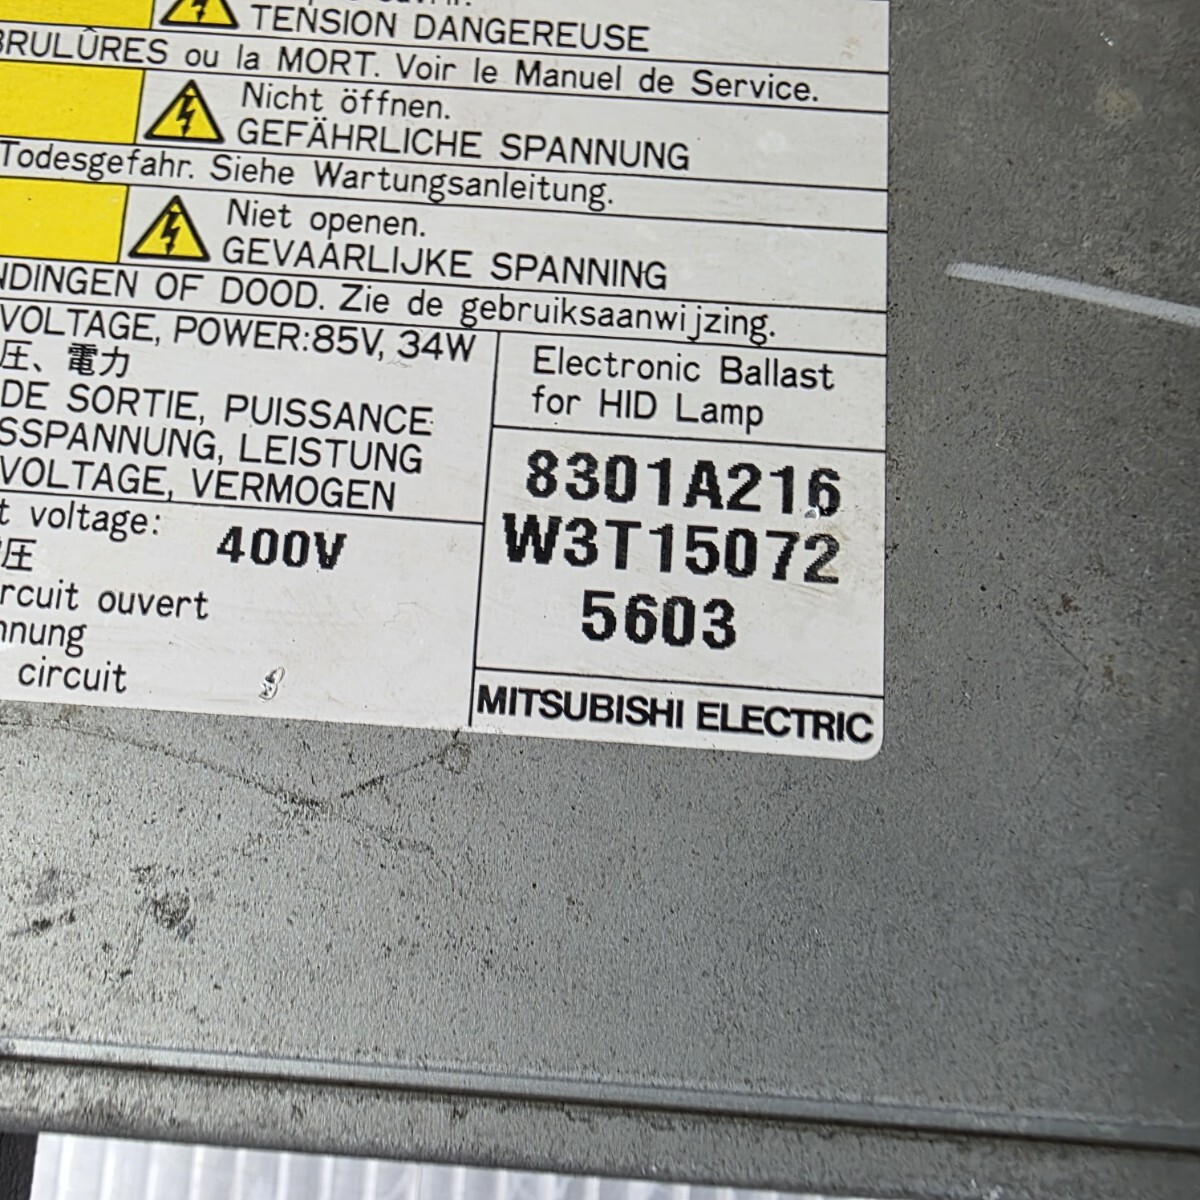 TENSION DANGEREUSE
BRULÛRES ou la MORT. Voir le Manuel de Service.
Nicht öffnen.
GEFÄHRLICHE SPANNUNG
Todesgefahr. Siehe Wartungsanleitung.
Niet openen.
GEVAARLIJKE SPANNING
NDINGEN OF DOOD. Zie de gebruiksaanwijzing.
VOLTAGE, POWER:85V, 34W
圧、電力
DE SORTIE, PUISSANCE
SSPANNUNG, LEISTUNG
VOLTAGE, VERMOGEN
t voltage:
400V
圧
rcuit ouvert
nnung
circuit
Electronic Ballast
for HID Lamp
8301A216
W3T15072
5603
MITSUBISHI ELECTRIC